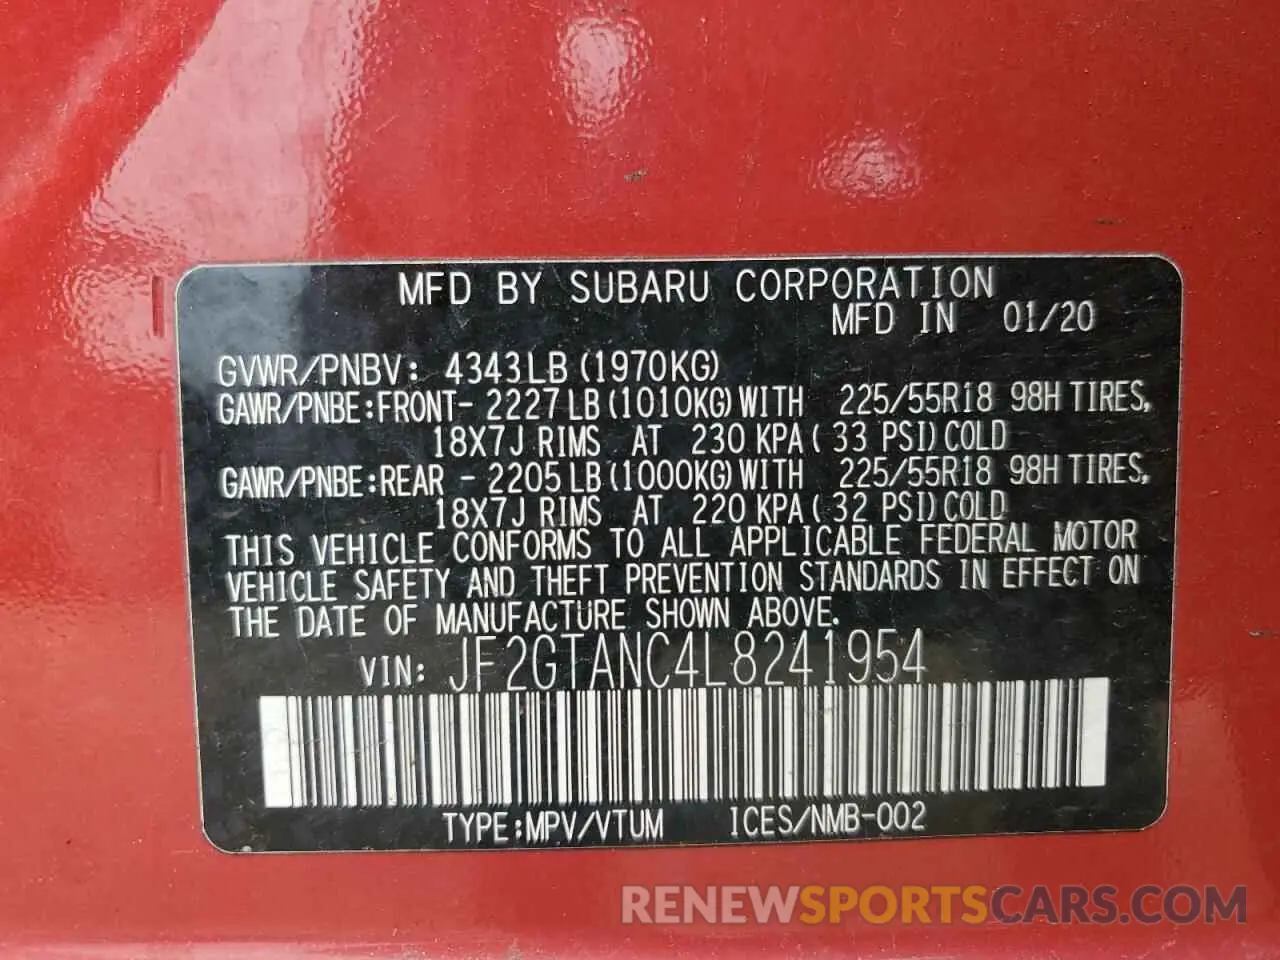 MFD BY SUBARU CORPORATION
MFD IN 01/20
GVWR/PNBV: 4343LB (1970KG)
GAWR/PNBE:FRONT- 2227LB(1010KG)WITH 225/55R18 98H TIRES,
18X7J RIMS AT 230 KPA( 33 PSI)COLD
GAWR/PNBE:REAR - 2205LB(1000KG)WITH 225/55R18 98H TIRES,
18X7J RIMS AT 220 KPA( 32 PSI)COLD
THIS VEHICLE CONFORMS TO ALL APPLICABLE FEDERAL MOTOR
VEHICLE SAFETY AND THEFT PREVENTION STANDARDS IN EFFECT ON
THE DATE OF MANUFACTURE SHOWN ABOVE.
VIN: JF2GTANC4L8241954
TYPE:MPV/VTUM ICES/NMB-002
RENEWSPORTSCARS.COM